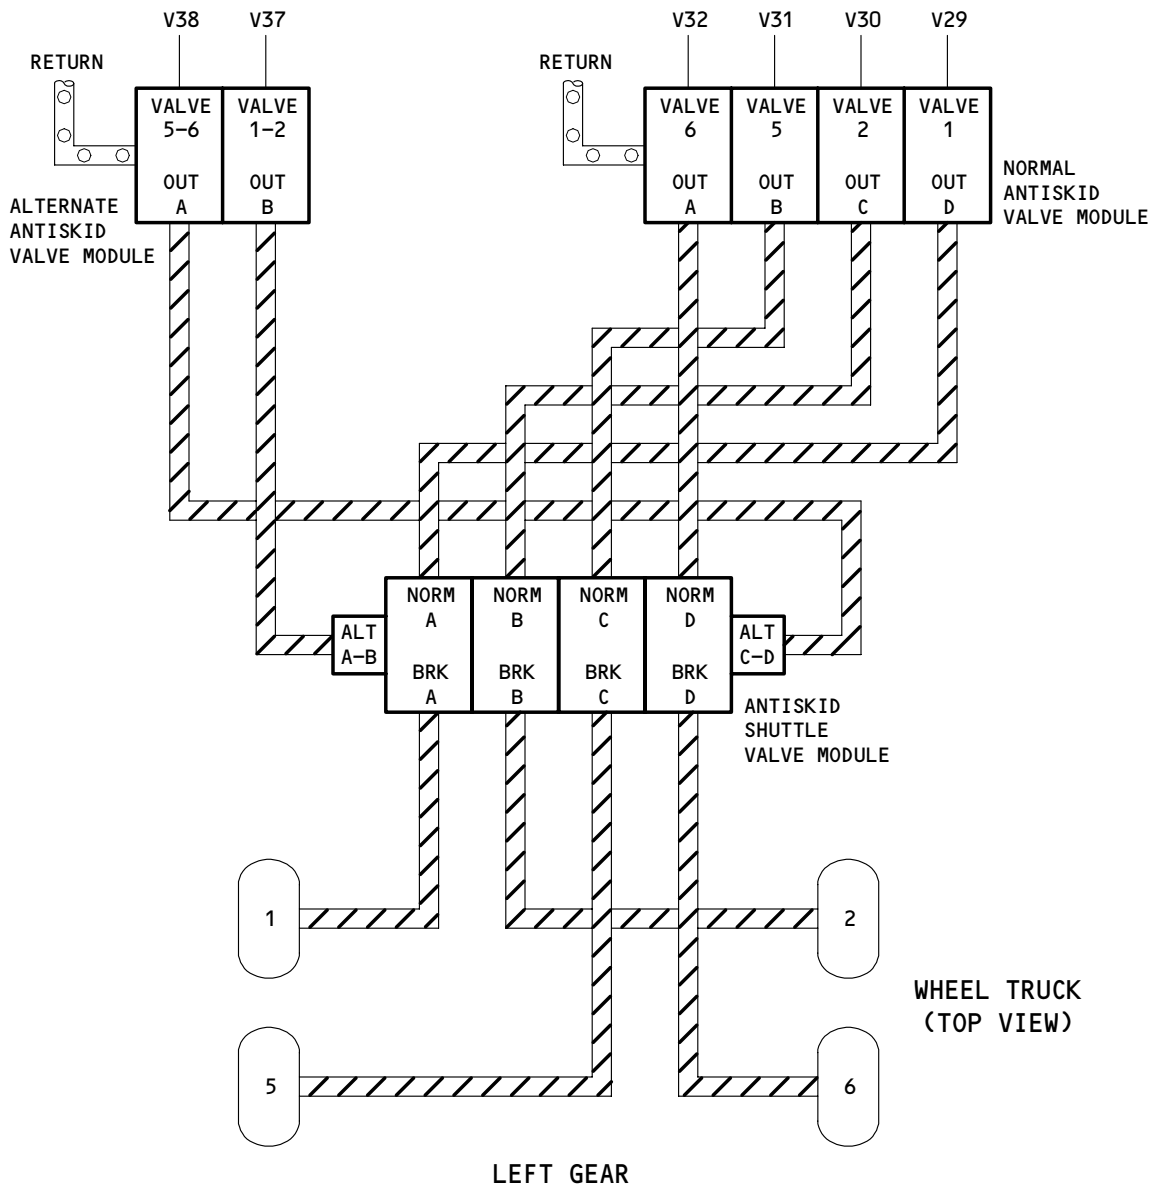 V38
V37
V32
V31
V30
V29
RETURN
RETURN
VALVE
5-6
OUT
A
VALVE
1-2
OUT
B
VALVE
6
OUT
A
VALVE
5
OUT
B
VALVE
2
OUT
C
VALVE
1
OUT
D
ALTERNATE
ANTISKID
VALVE MODULE
NORMAL
ANTISKID
VALVE MODULE
ALT
A-B
NORM
A
BRK
A
NORM
B
BRK
B
NORM
C
BRK
C
NORM
D
BRK
D
ALT
C-D
ANTISKID
SHUTTLE
VALVE MODULE
1
2
WHEEL TRUCK
(TOP VIEW)
5
6
LEFT GEAR